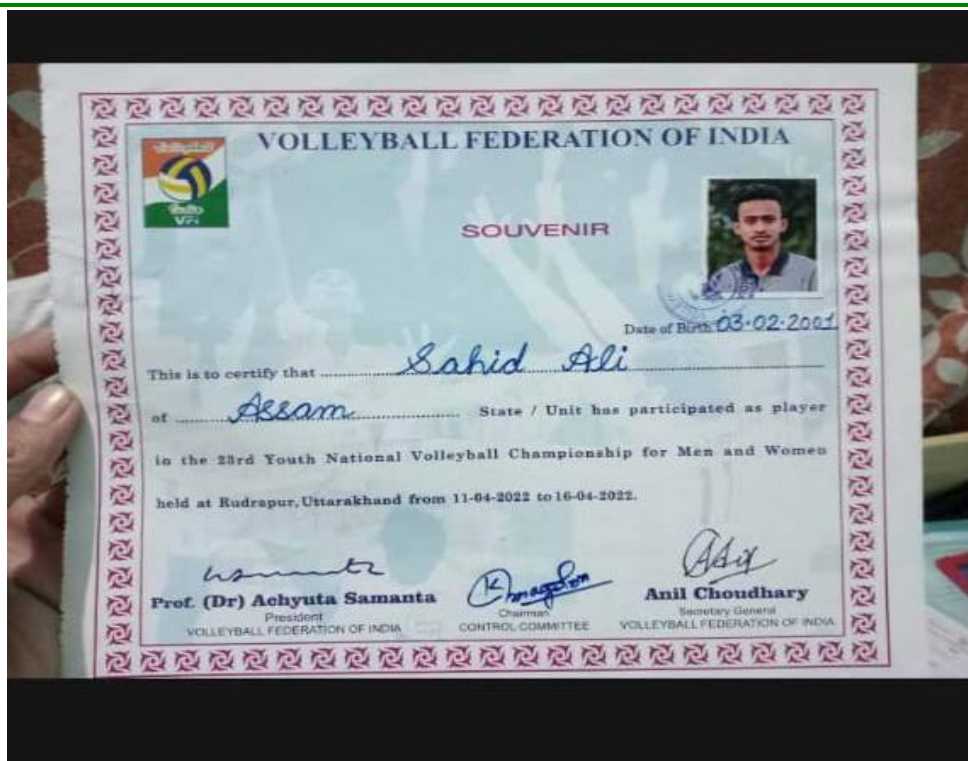 VOLLEYBALL FEDERATION OF INDIA
India
VFI
SOUVENIR
Date of Birth 03-02-2001
This is to certify that Sahid Ali
of Assam State / Unit has participated as player
in the 23rd Youth National Volleyball Championship for Men and Women
held at Rudrapur, Uttarakhand from 11-04-2022 to 16-04-2022.
Prof. (Dr) Achyuta Samanta
President
VOLLEYBALL FEDERATION OF INDIA
Chairman
CONTROL COMMITTEE
Anil Choudhary
Secretary General
VOLLEYBALL FEDERATION OF INDIA